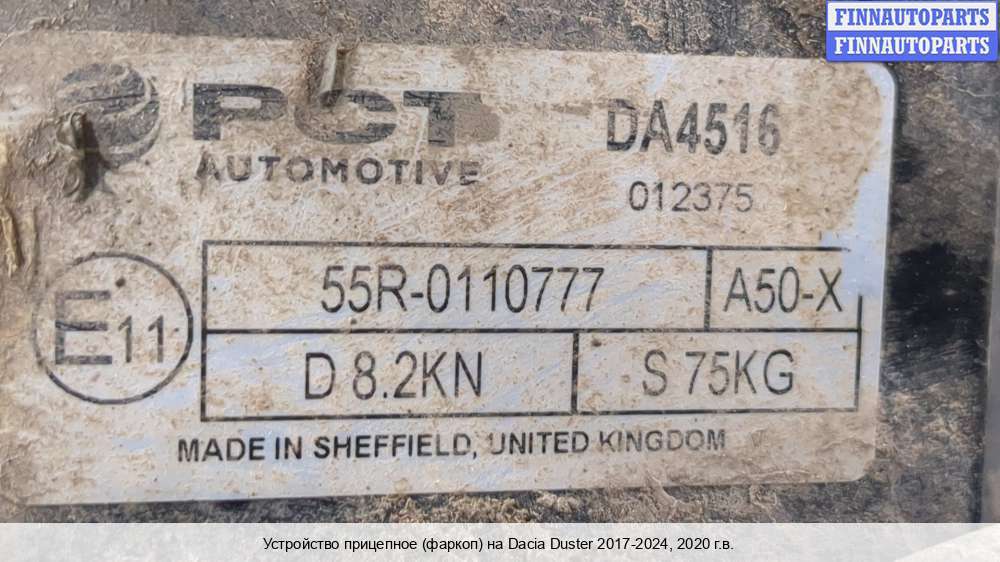 FINNAUTOPARTS
FINNAUTOPARTS
PCT
AUTOMOTIVE
DA4516
012375
E11
55R-0110777
A50-X
D 8.2KN
S 75KG
MADE IN SHEFFIELD, UNITED KINGDOM
Устройство прицепное (фаркоп) на Dacia Duster 2017-2024, 2020 г.в.